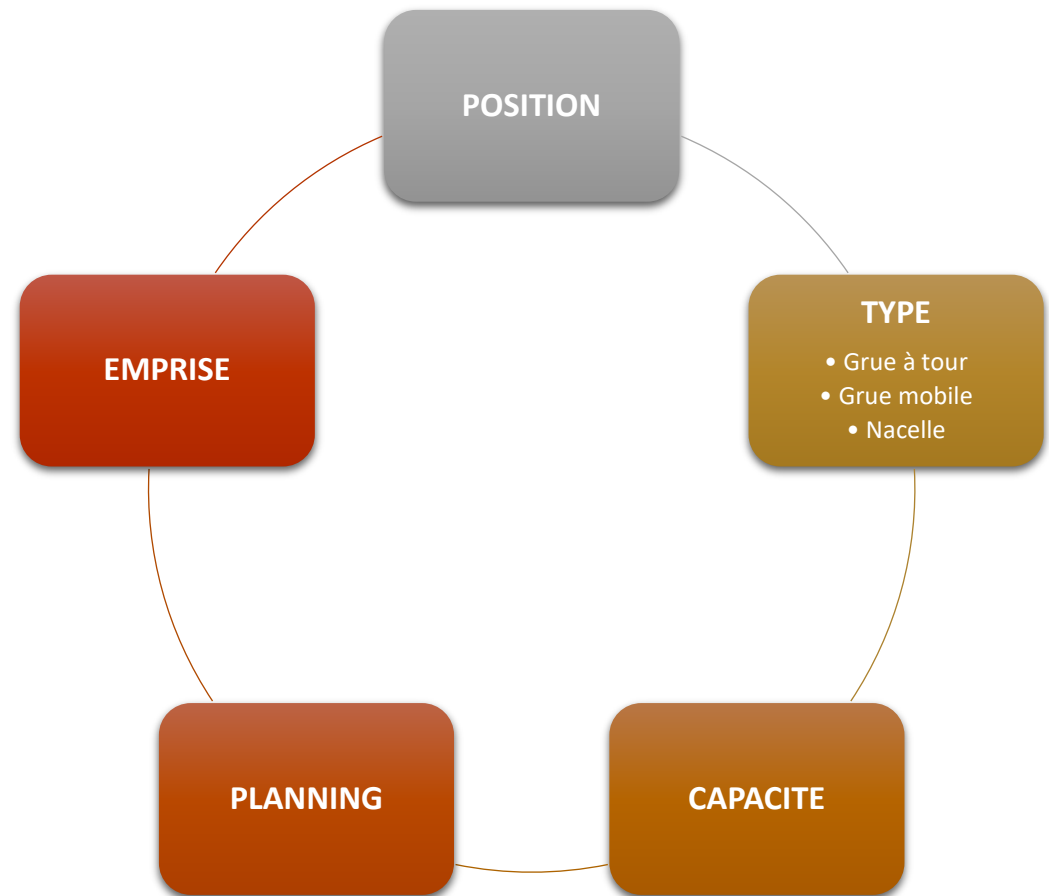 POSITION
TYPE
• Grue à tour
• Grue mobile
• Nacelle
CAPACITE
PLANNING
EMPRISE